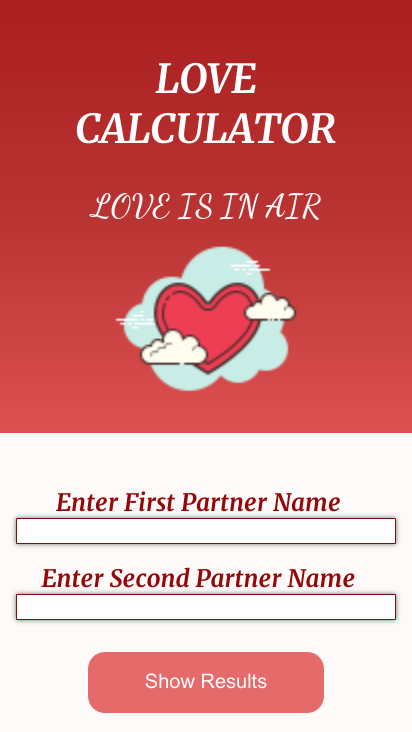 LOVE
CALCULATOR
LOVE IS IN AIR
Enter First Partner Name
Enter Second Partner Name
Show Results